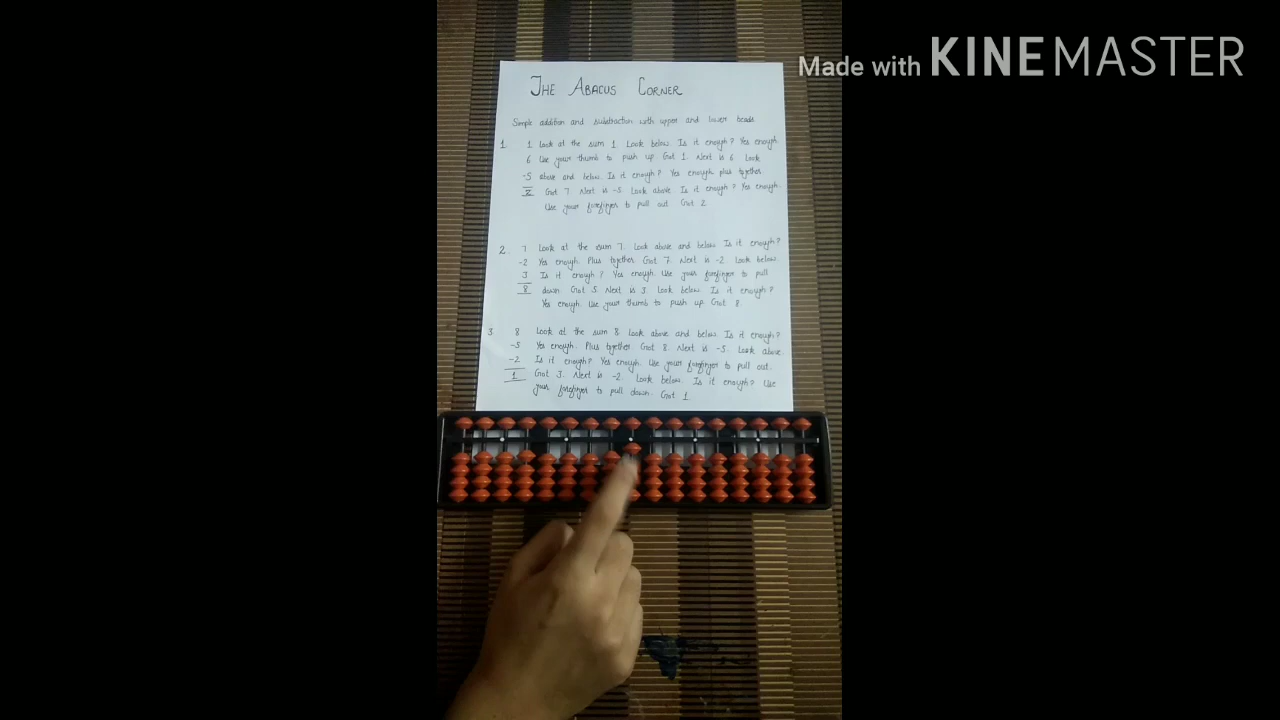 Made with KINEMASTER
THE ABACUS CORNER
Simple addition and subtraction with upper and lower beads
1. 1 Look at the sum 1. Look below. Is it enough? Yes enough.
6 Use your thumb to push up. Got 1. Next is 6. Look
-5 above and below. Is it enough? Yes enough, plus together.
2 Got 7. Next is -5. Look above. Is it enough? Yes enough.
Use your forefinger to pull out. Got 2
2. 7 Look at the sum 7. Look above and below. Is it enough?
-2 Yes enough. Plus together. Got 7. Next is -2. Look below.
3 Is it enough? Yes enough. Use your forefinger to pull
8 down. Got 5. Next is 3. Look below. Is it enough?
Yes enough. Use your thumb to push up. Got 8.
3. 8 Look at the sum 8. Look above and below. Is it enough?
-5 Yes enough. Plus together. Got 8. Next is -5. Look above.
-2 Is it enough? Yes enough. Use your forefinger to pull out.
1 Got 3. Next is -2. Look below. Is it enough? Use
your forefinger to pull down. Got 1